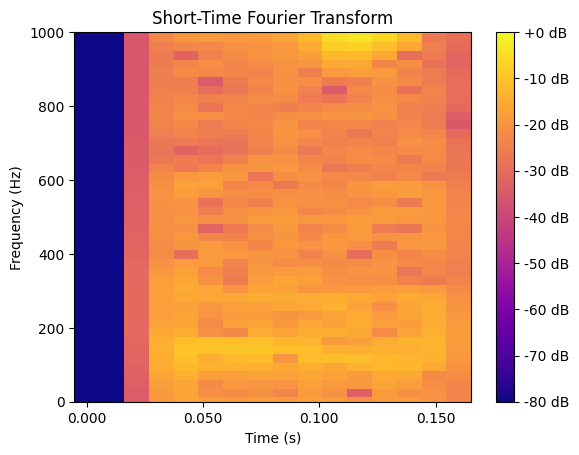 Short-Time Fourier Transform
1000
800
600
400
200
0
Frequency (Hz)
0.000
0.050
0.100
0.150
Time (s)
+0 dB
-10 dB
-20 dB
-30 dB
-40 dB
-50 dB
-60 dB
-70 dB
-80 dB